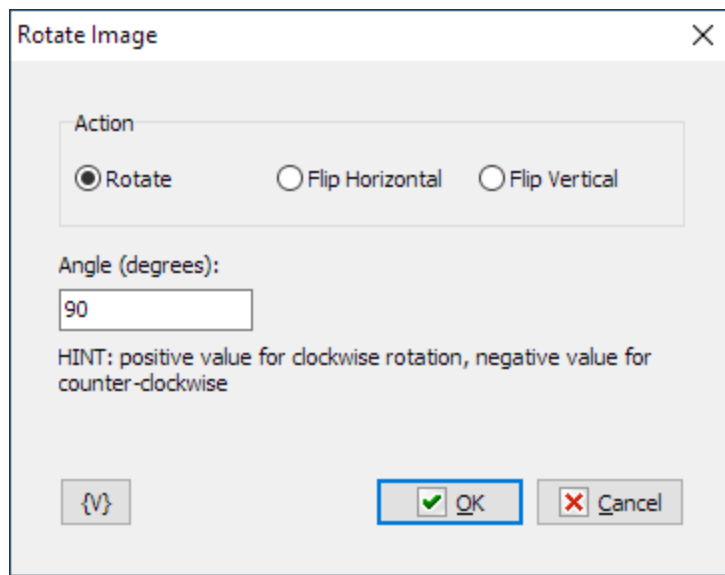 Rotate Image
Action
Rotate Flip Horizontal Flip Vertical
Angle (degrees):
90
HINT: positive value for clockwise rotation, negative value for
counter-clockwise
{V} OK Cancel